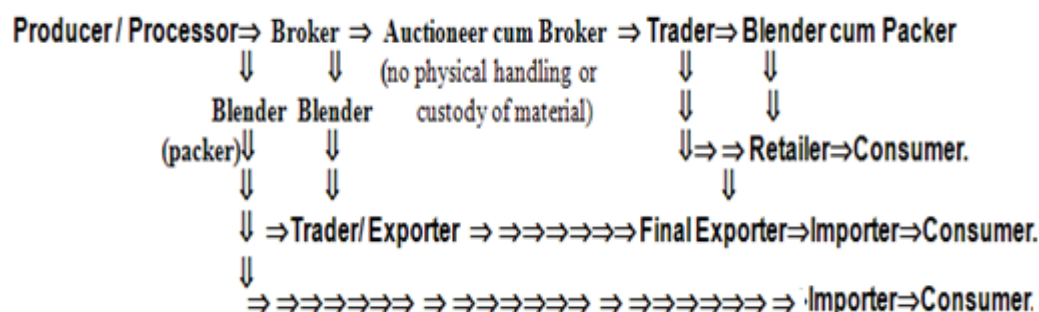 Producer / Processor⇒ Broker ⇒ Auctioneer cum Broker ⇒ Trader⇒ Blender cum Packer
⇓ ⇓ (no physical handling or ⇓ ⇓
Blender Blender custody of material) ⇓ ⇓
(packer)⇓ ⇓ ⇓⇒ ⇒ Retailer⇒Consumer.
⇓ ⇓ ⇓
⇓ ⇒Trader/ Exporter ⇒ ⇒⇒⇒⇒⇒⇒Final Exporter⇒Importer⇒Consumer.
⇓
⇒ ⇒⇒⇒⇒⇒⇒ ⇒ ⇒⇒⇒⇒⇒⇒ ⇒ ⇒⇒⇒⇒⇒⇒ ⇒ Importer⇒Consumer.